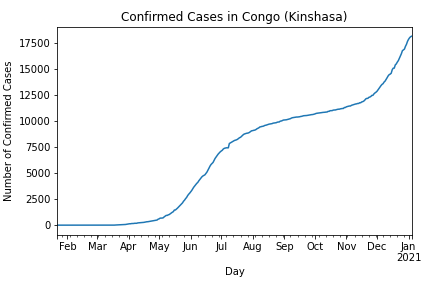 Confirmed Cases in Congo (Kinshasa)
Number of Confirmed Cases
17500
15000
12500
10000
7500
5000
2500
0
Feb Mar Apr May Jun Jul Aug Sep Oct Nov Dec Jan
2021
Day